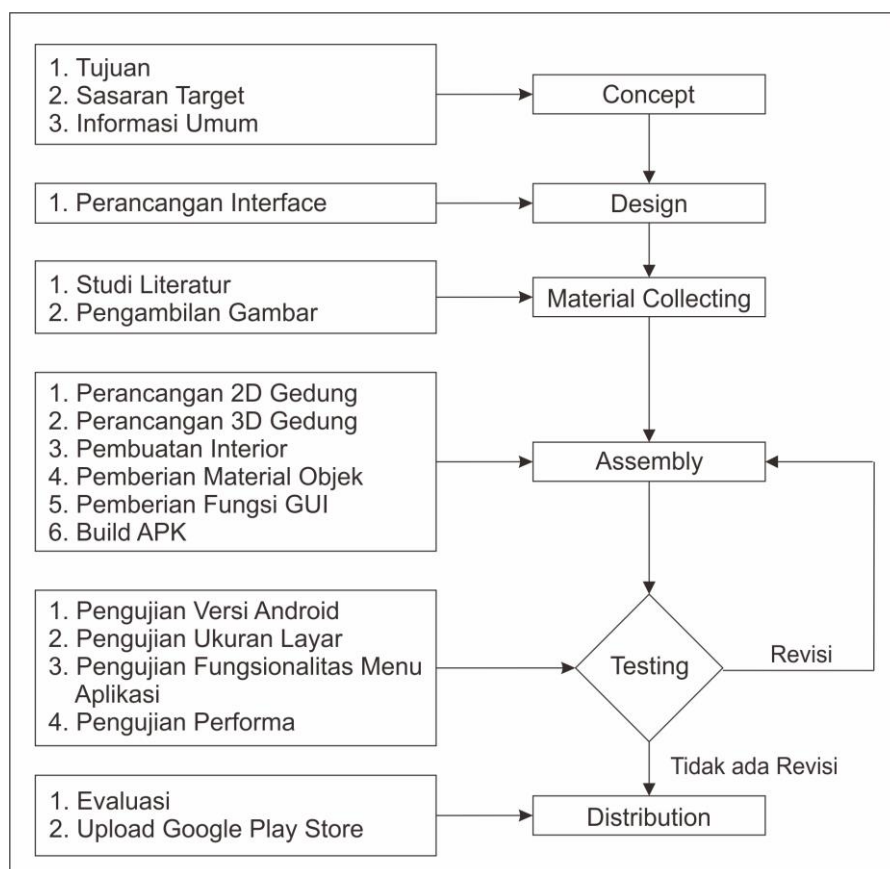 1. Tujuan
2. Sasaran Target
3. Informasi Umum
Concept
1. Perancangan Interface
Design
1. Studi Literatur
2. Pengambilan Gambar
Material Collecting
1. Perancangan 2D Gedung
2. Perancangan 3D Gedung
3. Pembuatan Interior
4. Pemberian Material Objek
5. Pemberian Fungsi GUI
6. Build APK
Assembly
1. Pengujian Versi Android
2. Pengujian Ukuran Layar
3. Pengujian Fungsionalitas Menu
Aplikasi
4. Pengujian Performa
Testing
Revisi
Tidak ada Revisi
1. Evaluasi
2. Upload Google Play Store
Distribution